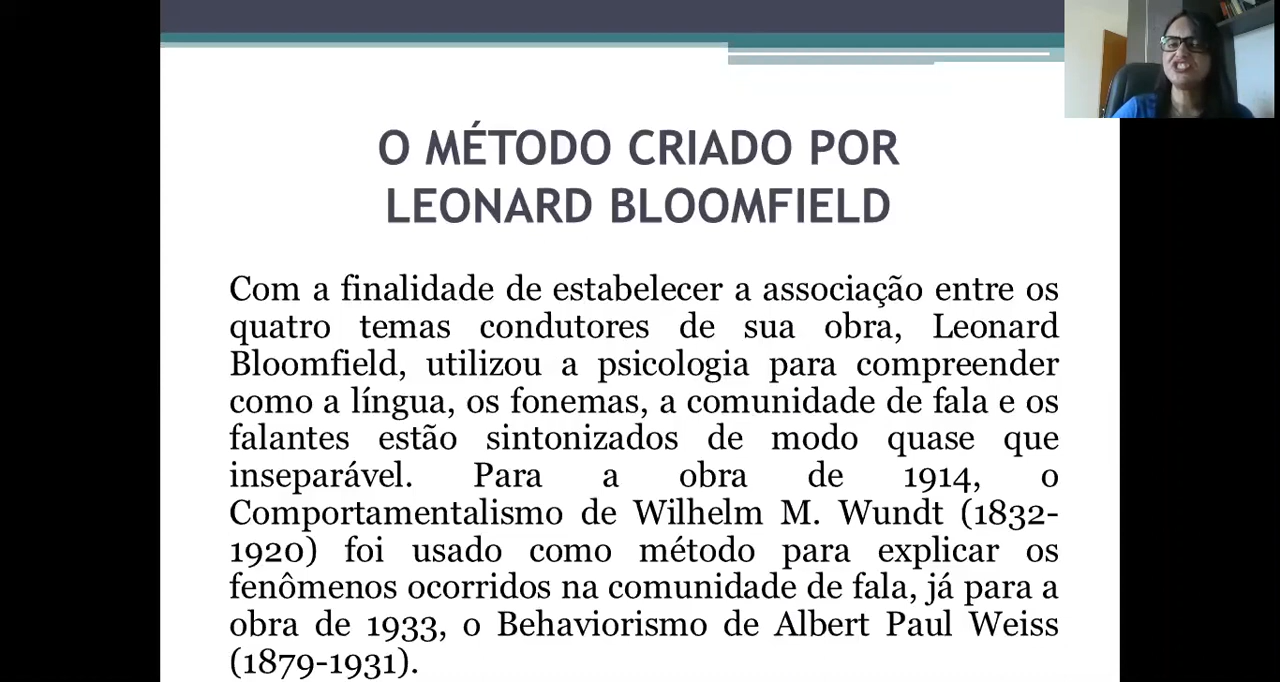 O MÉTODO CRIADO POR
LEONARD BLOOMFIELD
Com a finalidade de estabelecer a associação entre os
quatro temas condutores de sua obra, Leonard
Bloomfield, utilizou a psicologia para compreender
como a língua, os fonemas, a comunidade de fala e os
falantes estão sintonizados de modo quase que
inseparável. Para a obra de 1914, o
Comportamentalismo de Wilhelm M. Wundt (1832-
1920) foi usado como método para explicar os
fenômenos ocorridos na comunidade de fala, já para a
obra de 1933, o Behaviorismo de Albert Paul Weiss
(1879-1931).